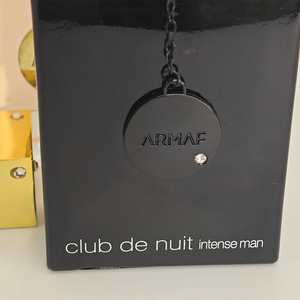 ARMAF
club de nuit intense man